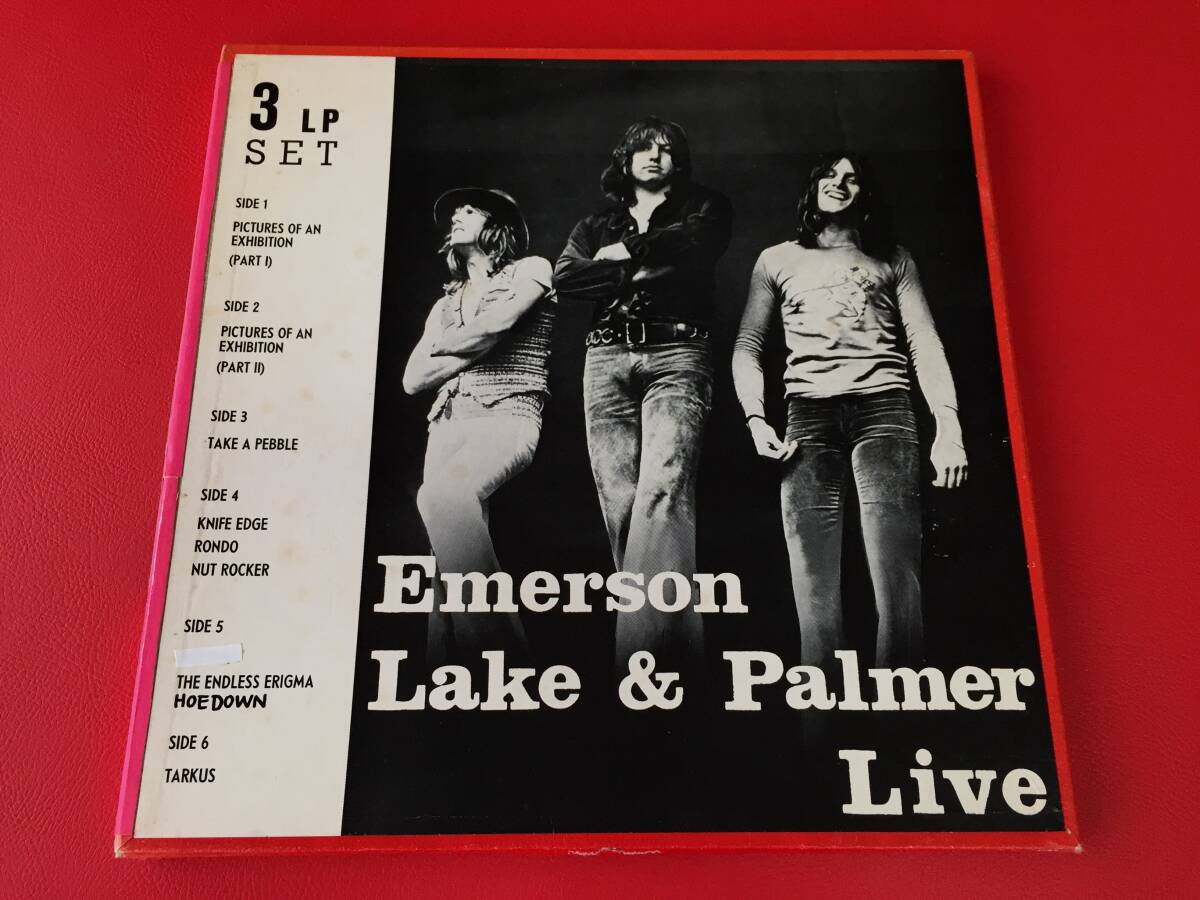 3 LP
SET
SIDE 1
PICTURES OF AN
EXHIBITION
(PART I)
SIDE 2
PICTURES OF AN
EXHIBITION
(PART II)
SIDE 3
TAKE A PEBBLE
SIDE 4
KNIFE EDGE
RONDO
NUT ROCKER
SIDE 5
THE ENDLESS ERIGMA
HOEDOWN
SIDE 6
TARKUS
Emerson
Lake & Palmer
Live